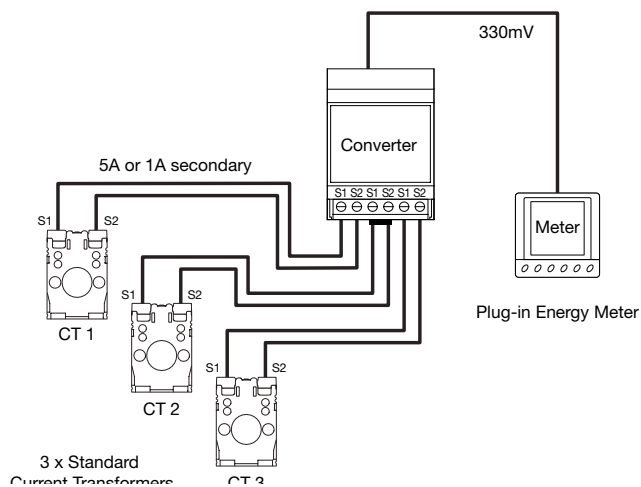 330mV
Converter
5A or 1A secondary
S1 S2 S1 S2 S1 S2
S1 S2
Meter
CT 1
S1 S2
Plug-in Energy Meter
CT 2
S1 S2
3 x Standard
Current Transformers
CT 3